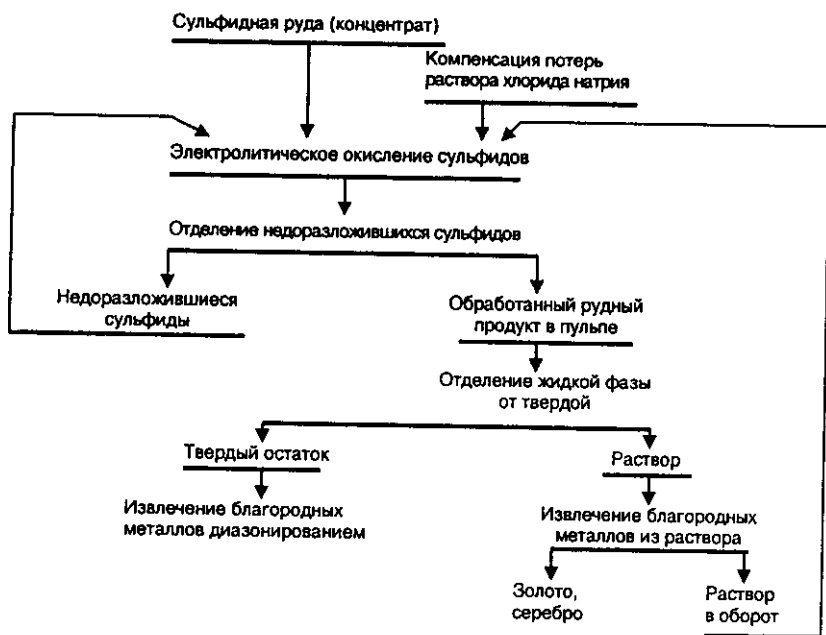 Сульфидная руда (концентрат)
Компенсация потерь
раствора хлорида натрия
Электролитическое окисление сульфидов
Отделение недоразложившихся сульфидов
Недоразложившиеся
сульфиды
Обработанный рудный
продукт в пульпе
Отделение жидкой фазы
от твердой
Твердый остаток
Раствор
Извлечение благородных
металлов диазонированием
Извлечение благородных
металлов из раствора
Золото,
серебро
Раствор
в оборот